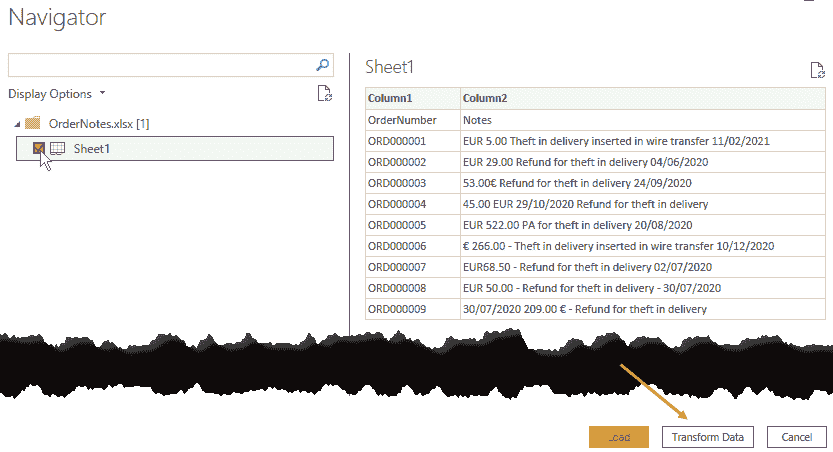 Navigator
Display Options
OrderNotes.xlsx [1]
Sheet1
Sheet1
Column1 Column2
OrderNumber Notes
ORD000001 EUR 5.00 Theft in delivery inserted in wire transfer 11/02/2021
ORD000002 EUR 29.00 Refund for theft in delivery 04/06/2020
ORD000003 53.00€ Refund for theft in delivery 24/09/2020
ORD000004 45.00 EUR 29/10/2020 Refund for theft in delivery
ORD000005 EUR 522.00 PA for theft in delivery 20/08/2020
ORD000006 € 266.00 - Theft in delivery inserted in wire transfer 10/12/2020
ORD000007 EUR68.50 - Refund for theft in delivery 02/07/2020
ORD000008 EUR 50.00 - Refund for theft in delivery - 30/07/2020
ORD000009 30/07/2020 209.00 € - Refund for theft in delivery
Load Transform Data Cancel